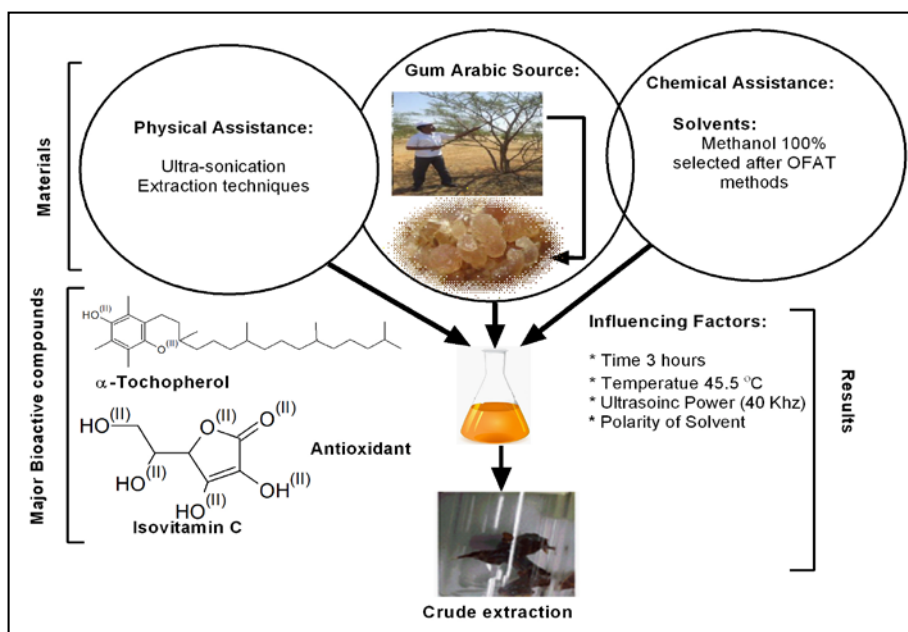 Materials
Physical Assistance:
Ultra-sonication
Extraction techniques
Gum Arabic Source:
Chemical Assistance:
Solvents:
Methanol 100%
selected after OFAT
methods
Major Bioactive compounds
HO(II)
O(II)
α-Tochopherol
(II)
HO
(II)
O
(II)
O
HO(II)
HO
(II)
OH(II)
Antioxidant
Isovitamin C
Influencing Factors:
* Time 3 hours
* Temperatue 45.5 °C
* Ultrasoinc Power (40 Khz)
* Polarity of Solvent
Results
Crude extraction